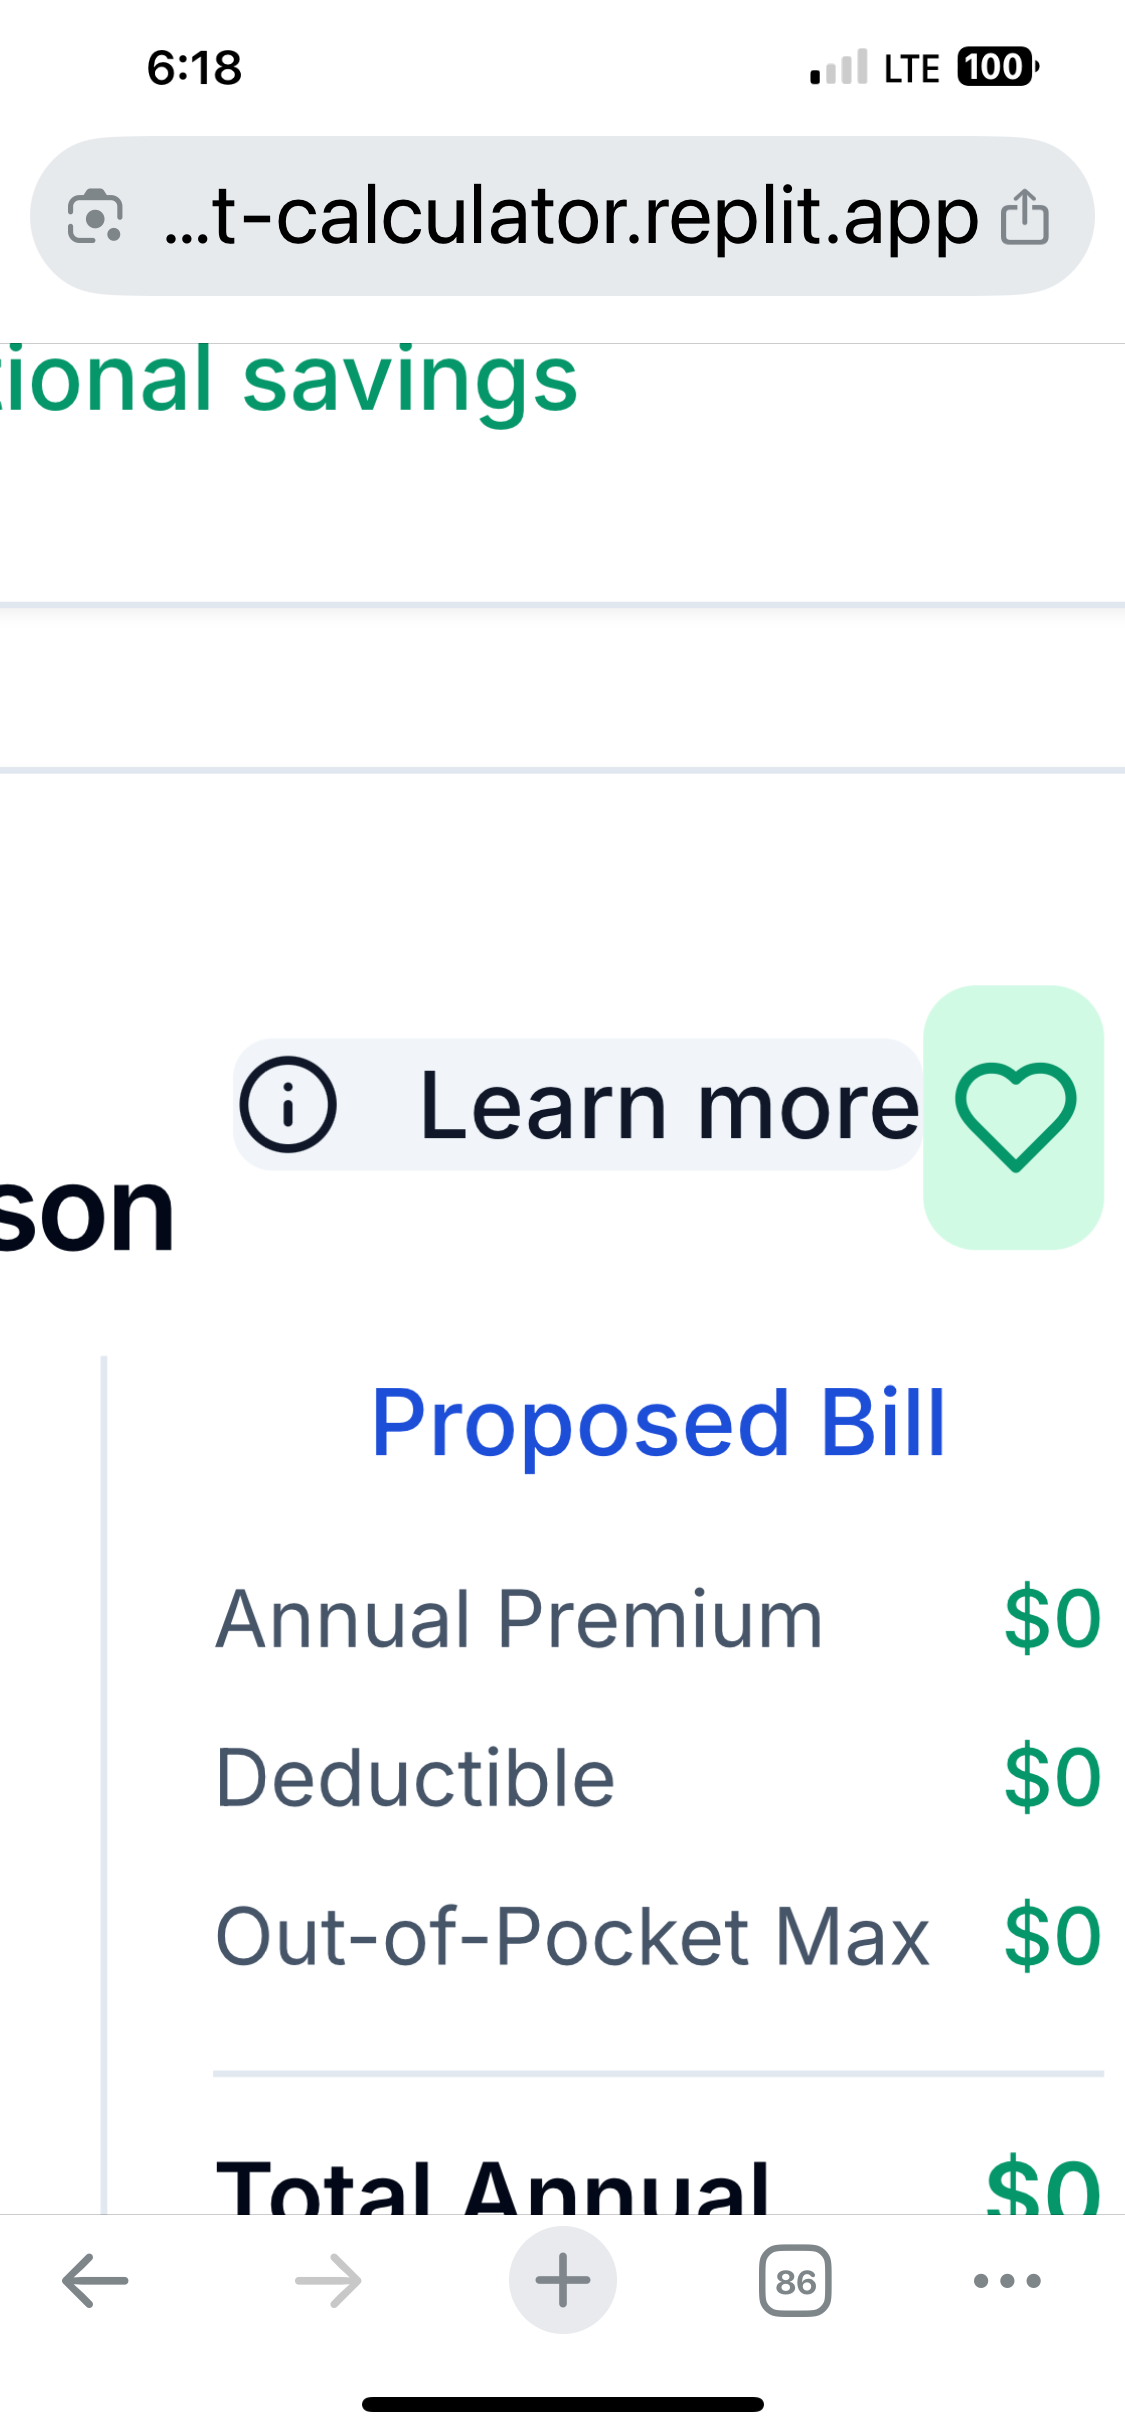 6:18 LTE 100
...t-calculator.replit.app
tional savings
Learn more
son
Proposed Bill
Annual Premium $0
Deductible $0
Out-of-Pocket Max $0
Total Annual $0
86